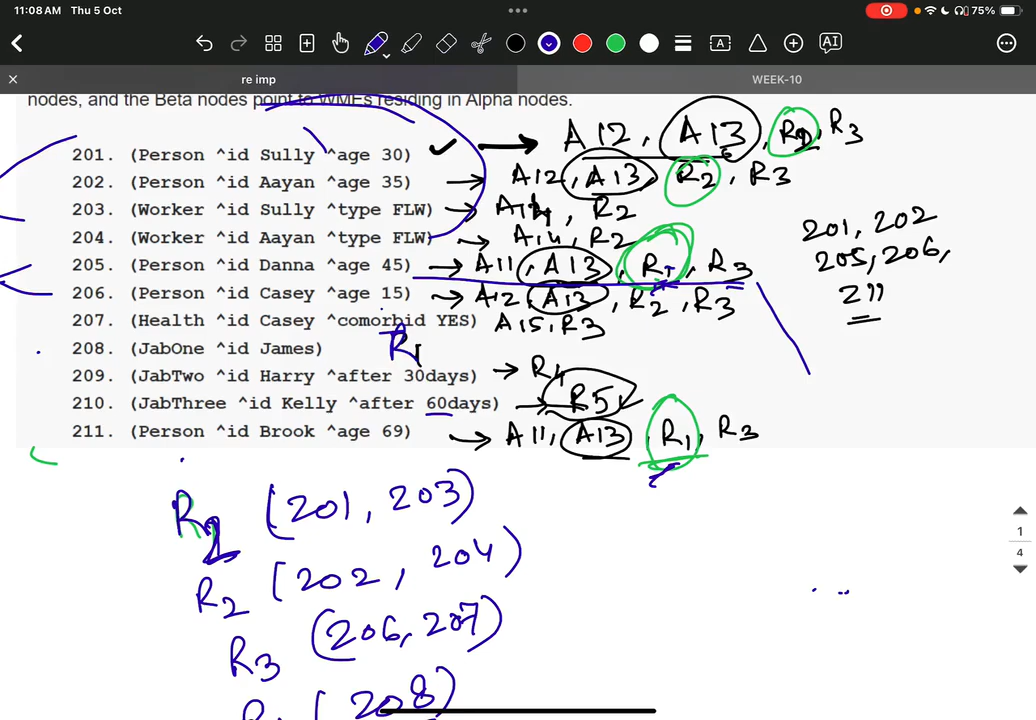 11:08AM Thu 5 Oct
75%
re imp
WEEK-10
nodes, and the Beta nodes point to WMEs residing in Alpha nodes.
201. (Person ^id Sully ^age 30) A12, A13, R2, R3
202. (Person ^id Aayan ^age 35) A12, A13, R2, R3
203. (Worker ^id Sully ^type FLW) A14, R2
204. (Worker ^id Aayan ^type FLW) A14, R2
205. (Person ^id Danna ^age 45) A11, A13, R1, R3
206. (Person ^id Casey ^age 15) A12, A13, R2, R3
207. (Health ^id Casey ^comorbid YES) A15, R3
208. (JabOne ^id James) R1
209. (JabTwo ^id Harry ^after 30days) R4
210. (JabThree ^id Kelly ^after 60days) R5
211. (Person ^id Brook ^age 69) A11, A13, R1, R3
201, 202
205, 206,
211
R2 (201, 203)
R2 (202, 204)
R3 (206, 207)
(208)
1
4
AI
A